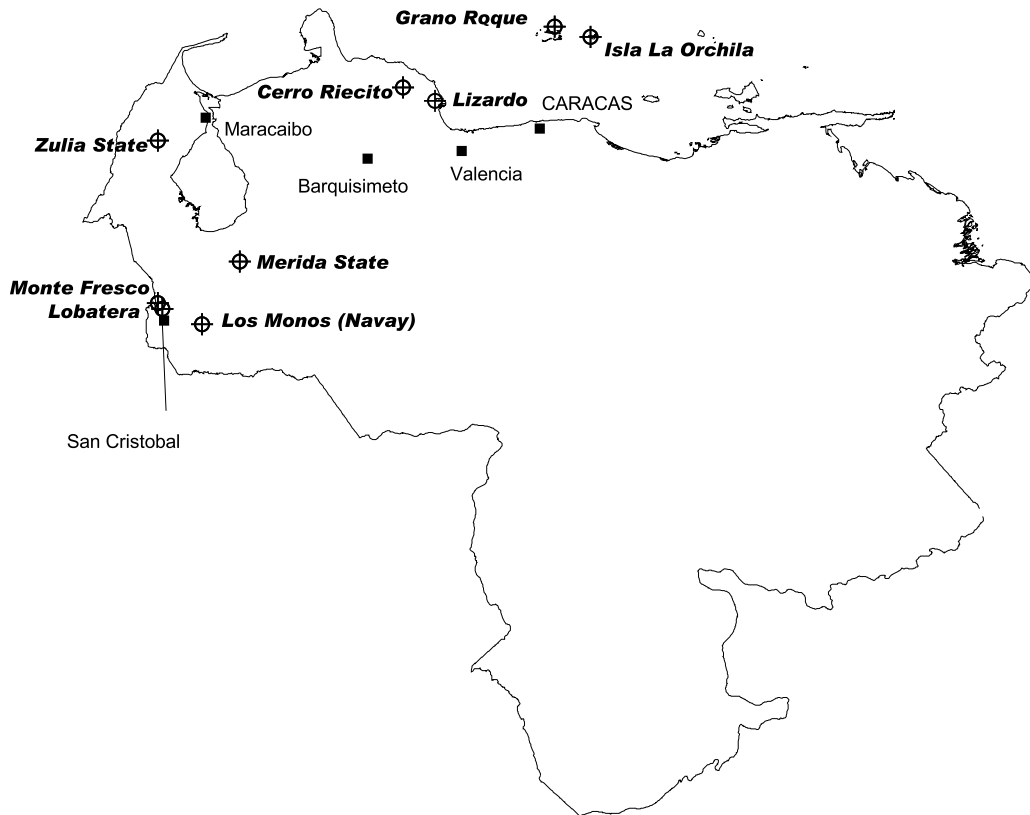 Grano Roque
Isla La Orchila
Cerro Riecito
Lizardo
CARACAS
Maracaibo
Zulia State
Valencia
Barquisimeto
Merida State
Monte Fresco
Lobatera
Los Monos (Navay)
San Cristobal